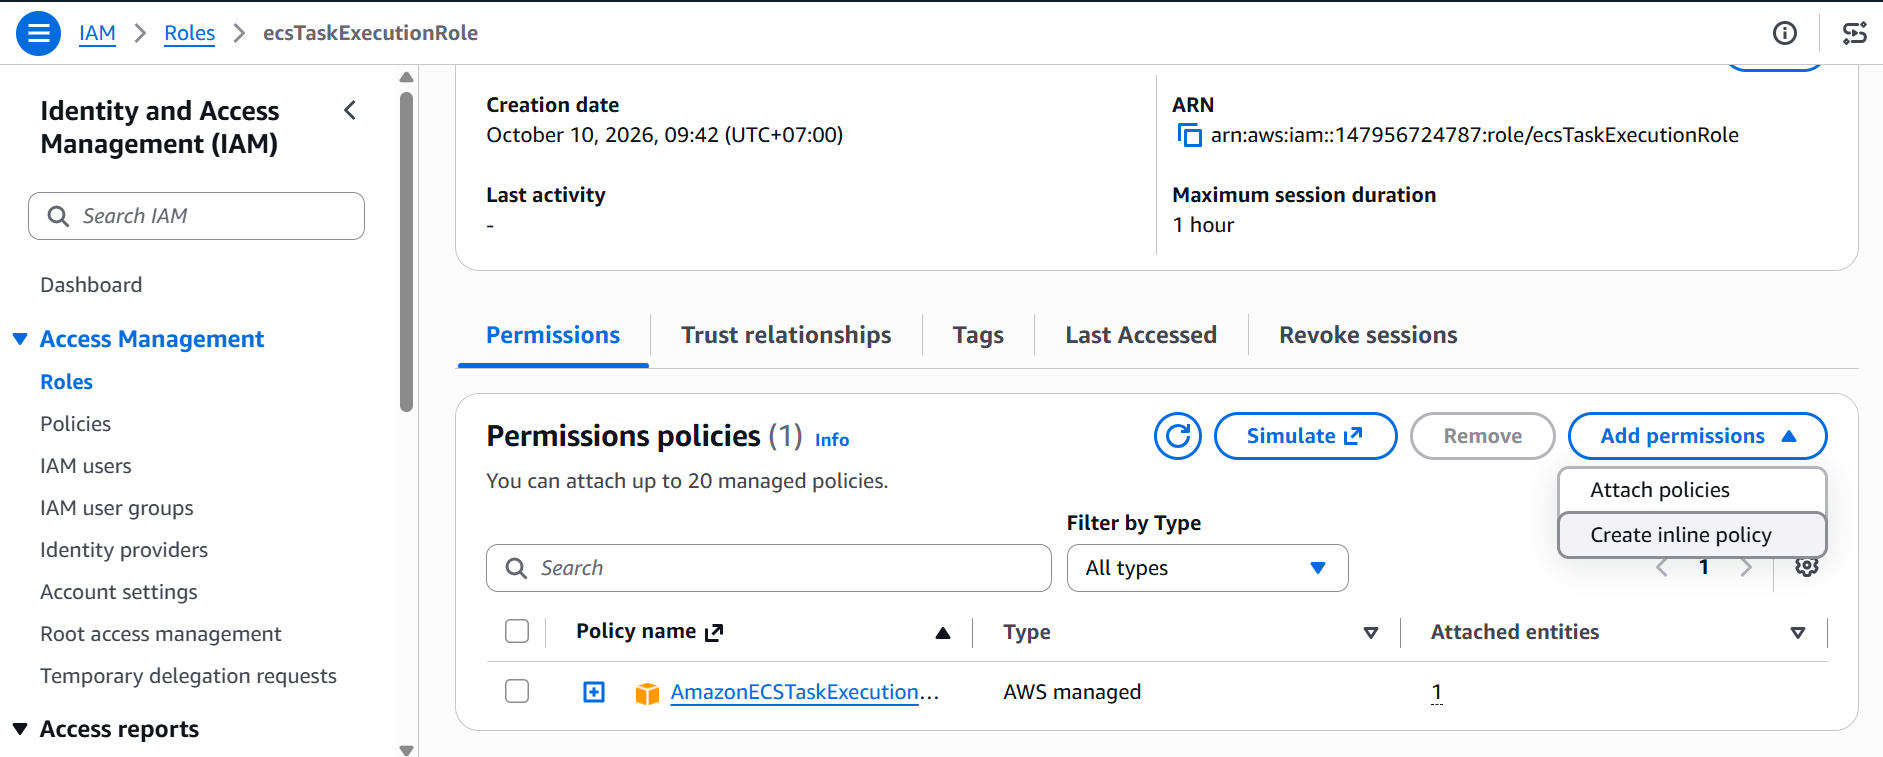 IAM > Roles > ecsTaskExecutionRole
Identity and Access
Management (IAM)
Search IAM
Dashboard
Access Management
Roles
Policies
IAM users
IAM user groups
Identity providers
Account settings
Root access management
Temporary delegation requests
Access reports
Creation date
October 10, 2026, 09:42 (UTC+07:00)
ARN
arn:aws:iam::147956724787:role/ecsTaskExecutionRole
Last activity
-
Maximum session duration
1 hour
Permissions
Trust relationships
Tags
Last Accessed
Revoke sessions
Permissions policies (1) Info
Simulate
Remove
Add permissions
You can attach up to 20 managed policies.
Attach policies
Create inline policy
Filter by Type
Search
All types
1
Policy name
Type
Attached entities
AmazonECSTaskExecution...
AWS managed
1